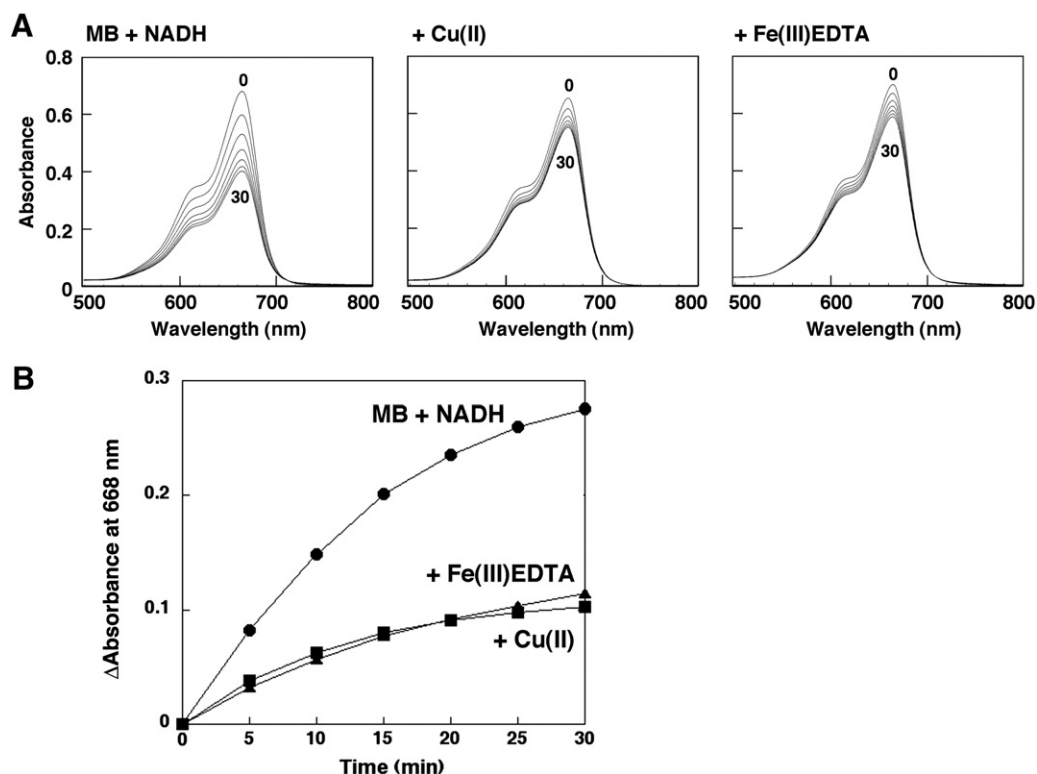 A
MB + NADH
+ Cu(II)
+ Fe(III)EDTA
0.8
0.6
0.4
0.2
0
Absorbance
0
30
0
30
0
30
500 600 700 800
500 600 700 800
500 600 700 800
Wavelength (nm)
Wavelength (nm)
Wavelength (nm)
B
0.3
0.2
0.1
0
ΔAbsorbance at 668 nm
MB + NADH
+ Fe(III)EDTA
+ Cu(II)
0 5 10 15 20 25 30
Time (min)